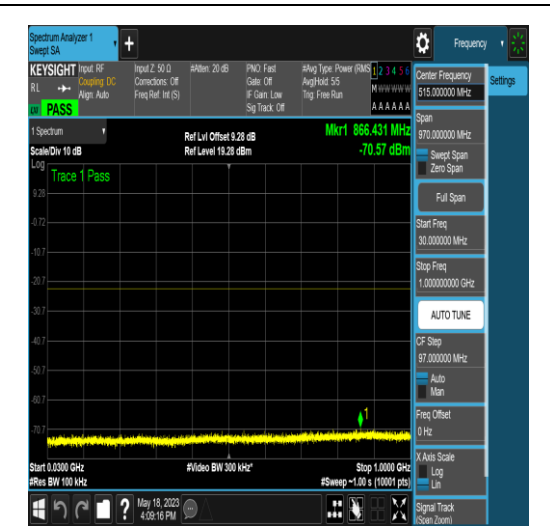 Spectrum Analyzer 1
Swept SA
+
Frequency
KEYSIGHT
RL
LXI
PASS
Input: RF
Coupling: DC
Align: Auto
Input Z: 50 Ω
Corrections: Off
Freq Ref: Int (S)
#Atten: 20 dB
PNO: Fast
Gate: Off
IF Gain: Low
Sig Track: Off
#Avg Type: Power (RMS
Avg|Hold: 5/5
Trig: Free Run
1 2 3 4 5 6
M W W W W W
A A A A A A
1 Spectrum
Scale/Div 10 dB
Ref Lvl Offset 9.28 dB
Ref Level 19.28 dBm
Mkr1 866.431 MHz
-70.57 dBm
Log
Trace 1 Pass
9.28
-0.72
-10.7
-20.7
-30.7
-40.7
-50.7
-60.7
-70.7
1
Start 0.0300 GHz
#Res BW 100 kHz
#Video BW 300 kHz*
Stop 1.0000 GHz
#Sweep ~1.00 s (10001 pts)
Center Frequency
515.000000 MHz
Settings
Span
970.000000 MHz
Swept Span
Zero Span
Full Span
Start Freq
30.000000 MHz
Stop Freq
1.000000000 GHz
AUTO TUNE
CF Step
97.000000 MHz
Auto
Man
Freq Offset
0 Hz
X Axis Scale
Log
Lin
Signal Track
(Span Zoom)
?
May 18, 2023
4:09:16 PM